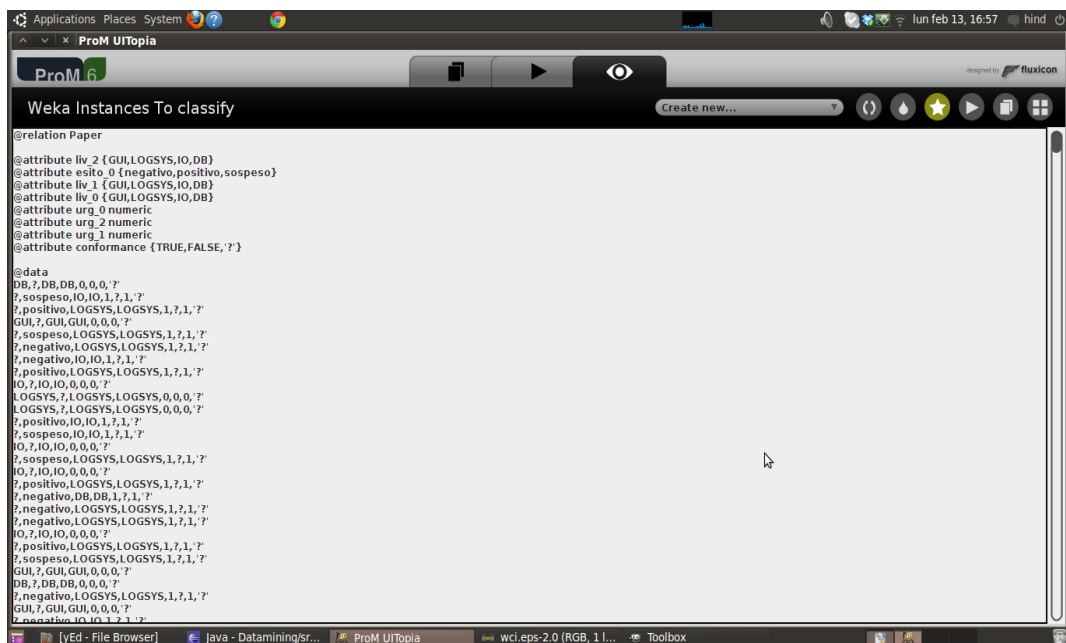 Applications Places System
lun feb 13, 16:57 hind
ProM UITopia
ProM 6
designed by fluxicon
Weka Instances To classify
Create new...
@relation Paper
@attribute liv_2 {GUI,LOGSYS,IO,DB}
@attribute esito_0 {negativo,positivo,sospeso}
@attribute liv_1 {GUI,LOGSYS,IO,DB}
@attribute liv_0 {GUI,LOGSYS,IO,DB}
@attribute urg_0 numeric
@attribute urg_2 numeric
@attribute urg_1 numeric
@attribute conformance {TRUE,FALSE,'?'}
@data
DB,?,DB,DB,0,0,0,'?'
?,sospeso,IO,IO,1,?,1,'?'
?,positivo,LOGSYS,LOGSYS,1,?,1,'?'
GUI,?,GUI,GUI,0,0,0,'?'
?,sospeso,LOGSYS,LOGSYS,1,?,1,'?'
?,negativo,LOGSYS,LOGSYS,1,?,1,'?'
?,negativo,IO,IO,1,?,1,'?'
?,positivo,LOGSYS,LOGSYS,1,?,1,'?'
IO,?,IO,IO,0,0,0,'?'
LOGSYS,?,LOGSYS,LOGSYS,0,0,0,'?'
LOGSYS,?,LOGSYS,LOGSYS,0,0,0,'?'
?,positivo,IO,IO,1,?,1,'?'
?,sospeso,IO,IO,1,?,1,'?'
IO,?,IO,IO,0,0,0,'?'
?,sospeso,LOGSYS,LOGSYS,1,?,1,'?'
IO,?,IO,IO,0,0,0,'?'
?,positivo,LOGSYS,LOGSYS,1,?,1,'?'
?,negativo,DB,DB,1,?,1,'?'
?,negativo,LOGSYS,LOGSYS,1,?,1,'?'
?,negativo,LOGSYS,LOGSYS,1,?,1,'?'
IO,?,IO,IO,0,0,0,'?'
?,positivo,LOGSYS,LOGSYS,1,?,1,'?'
?,sospeso,LOGSYS,LOGSYS,1,?,1,'?'
GUI,?,GUI,GUI,0,0,0,'?'
DB,?,DB,DB,0,0,0,'?'
?,negativo,LOGSYS,LOGSYS,1,?,1,'?'
GUI,?,GUI,GUI,0,0,0,'?'
?,negativo,IO,IO,1,?,1,'?'
[yEd - File Browser] Java - Datamining/sr... ProM UITopia wci.eps-2.0 (RGB, 1 l... Toolbox